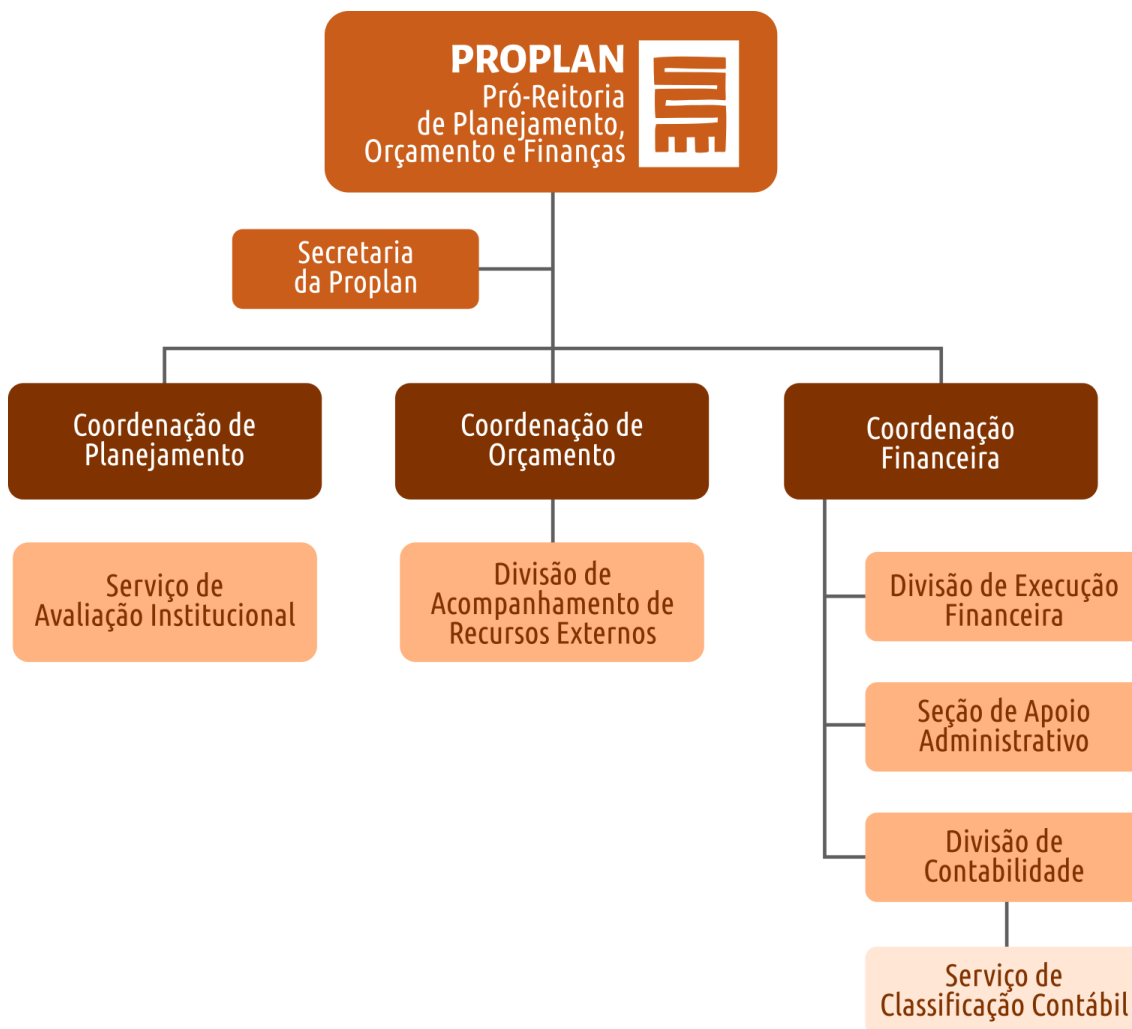 PROPLAN
Pró-Reitoria
de Planejamento,
Orçamento e Finanças
Secretaria
da Proplan
Coordenação de
Planejamento
Coordenação de
Orçamento
Coordenação
Financeira
Serviço de
Avaliação Institucional
Divisão de
Acompanhamento de
Recursos Externos
Divisão de Execução
Financeira
Seção de Apoio
Administrativo
Divisão de
Contabilidade
Serviço de
Classificação Contábil